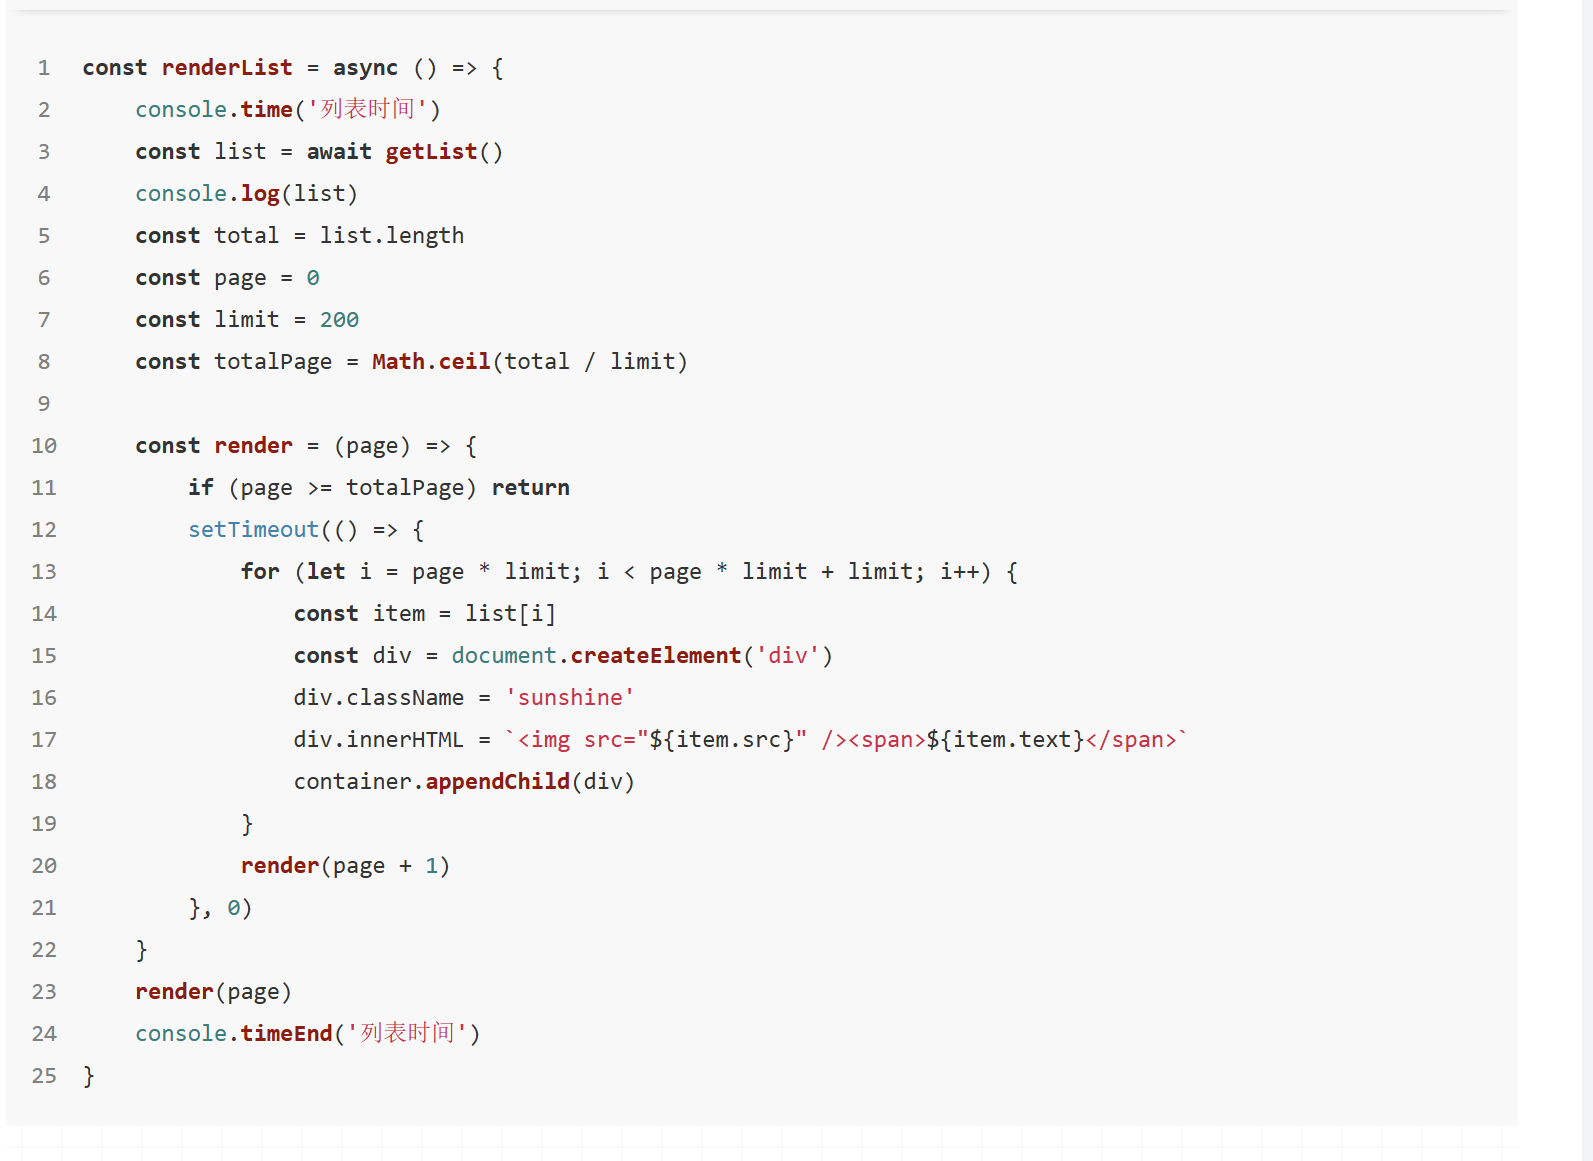 1 const renderList = async () => {
2     console.time('列表时间')
3     const list = await getList()
4     console.log(list)
5     const total = list.length
6     const page = 0
7     const limit = 200
8     const totalPage = Math.ceil(total / limit)
9
10     const render = (page) => {
11         if (page >= totalPage) return
12         setTimeout(() => {
13             for (let i = page * limit; i < page * limit + limit; i++) {
14                 const item = list[i]
15                 const div = document.createElement('div')
16                 div.className = 'sunshine'
17                 div.innerHTML = `<img src="${item.src}" /><span>${item.text}</span>`
18                 container.appendChild(div)
19             }
20             render(page + 1)
21         }, 0)
22     }
23     render(page)
24     console.timeEnd('列表时间')
25 }